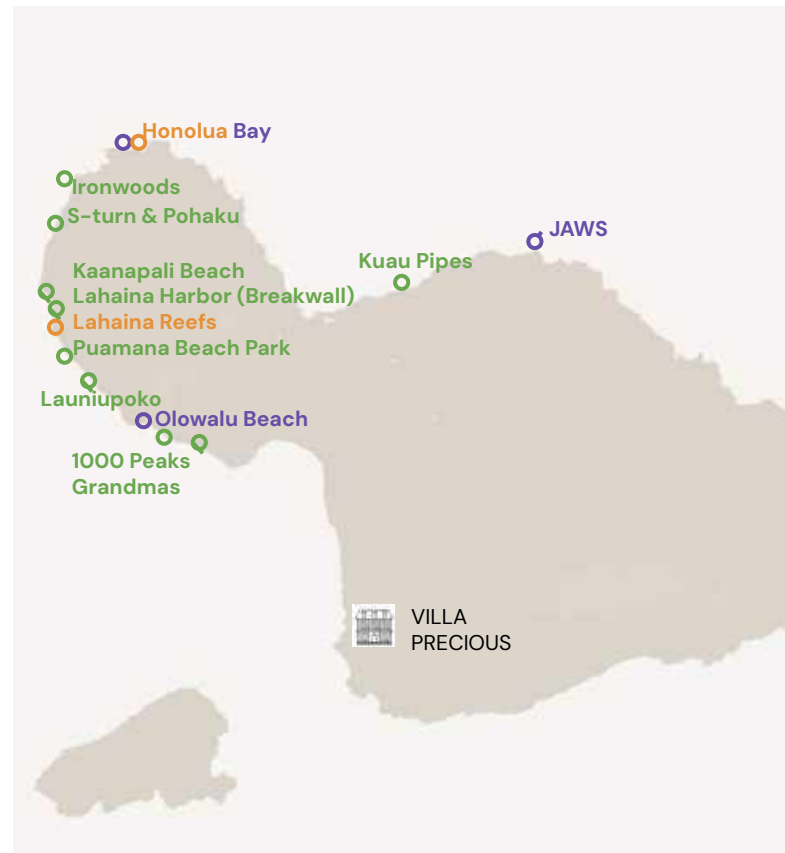 Honolua Bay
Ironwoods
S-turn & Pohaku
JAWS
Kuau Pipes
Kaanapali Beach
Lahaina Harbor (Breakwall)
Lahaina Reefs
Puamana Beach Park
Launiupoko
Olowalu Beach
1000 Peaks
Grandmas
VILLA
PRECIOUS